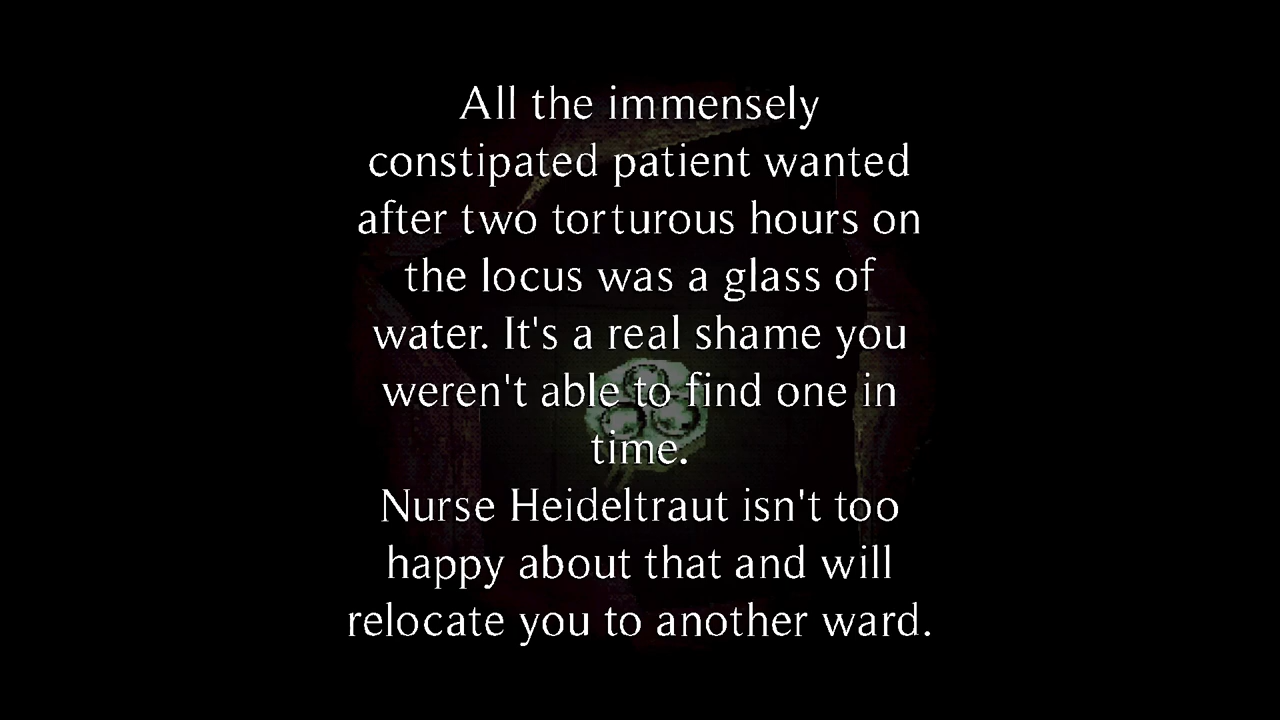 All the immensely
constipated patient wanted
after two torturous hours on
the locus was a glass of
water. It's a real shame you
weren't able to find one in
time.
Nurse Heideltraut isn't too
happy about that and will
relocate you to another ward.